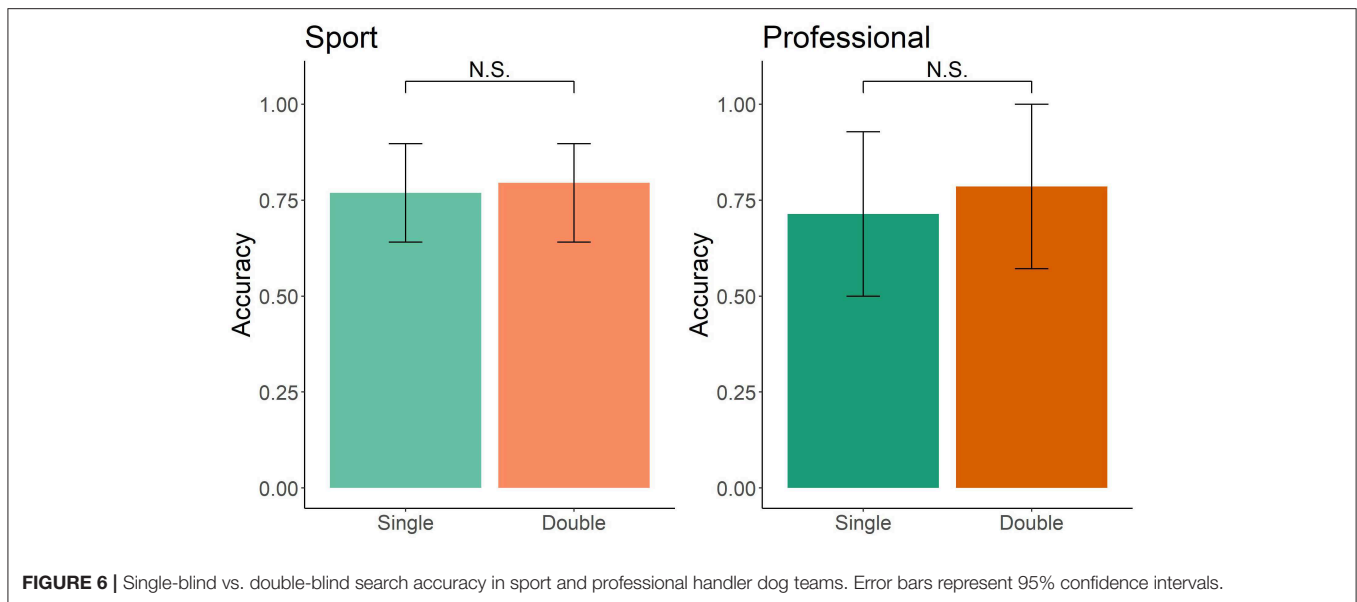 Sport
N.S.
1.00
0.75
0.50
0.25
0.00
Accuracy
Single Double
Professional
N.S.
1.00
0.75
0.50
0.25
0.00
Accuracy
Single Double
FIGURE 6 | Single-blind vs. double-blind search accuracy in sport and professional handler dog teams. Error bars represent 95% confidence intervals.